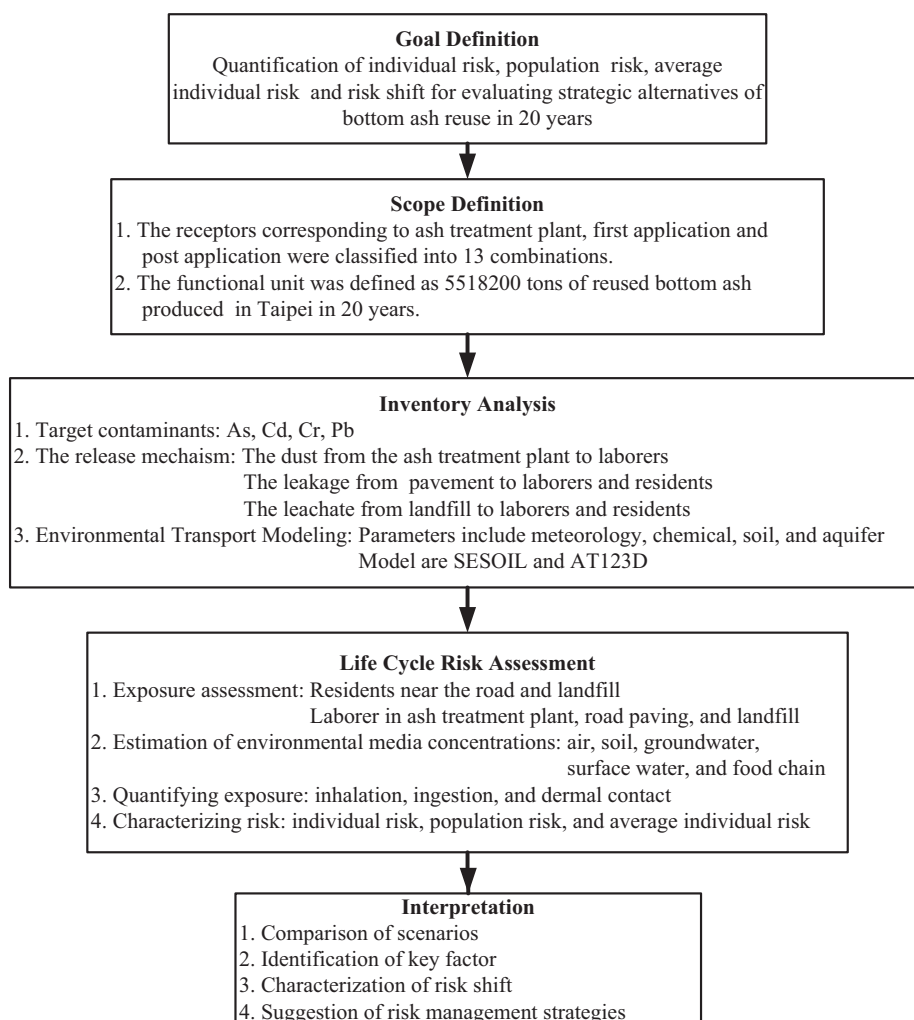 Goal Definition
Quantification of individual risk, population risk, average
individual risk and risk shift for evaluating strategic alternatives of
bottom ash reuse in 20 years
Scope Definition
1. The receptors corresponding to ash treatment plant, first application and
post application were classified into 13 combinations.
2. The functional unit was defined as 5518200 tons of reused bottom ash
produced in Taipei in 20 years.
Inventory Analysis
1. Target contaminants: As, Cd, Cr, Pb
2. The release mechaism: The dust from the ash treatment plant to laborers
The leakage from pavement to laborers and residents
The leachate from landfill to laborers and residents
3. Environmental Transport Modeling: Parameters include meteorology, chemical, soil, and aquifer
Model are SESOIL and AT123D
Life Cycle Risk Assessment
1. Exposure assessment: Residents near the road and landfill
Laborer in ash treatment plant, road paving, and landfill
2. Estimation of environmental media concentrations: air, soil, groundwater,
surface water, and food chain
3. Quantifying exposure: inhalation, ingestion, and dermal contact
4. Characterizing risk: individual risk, population risk, and average individual risk
Interpretation
1. Comparison of scenarios
2. Identification of key factor
3. Characterization of risk shift
4. Suggestion of risk management strategies